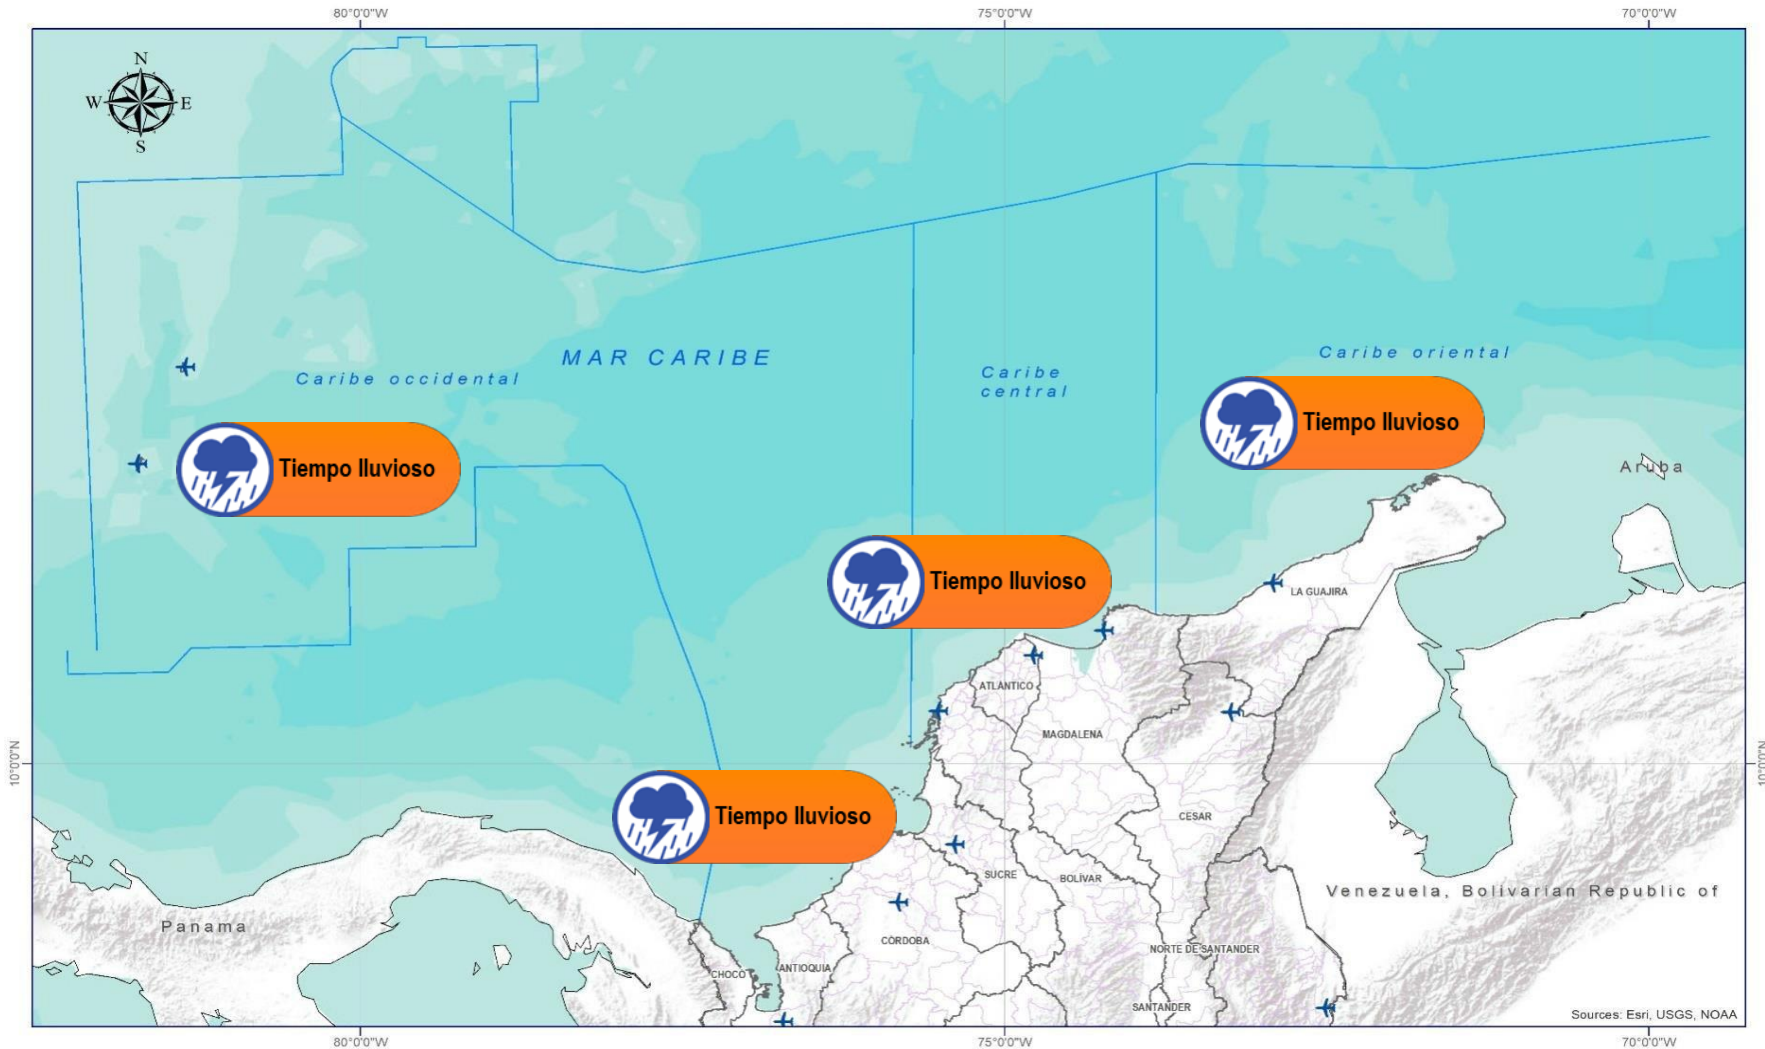 80°0'0"W
75°0'0"W
70°0'0"W
N
W
E
S
MAR CARIBE
Caribe occidental
Caribe
central
Caribe oriental
Tiempo lluvioso
Tiempo lluvioso
Aruba
Tiempo lluvioso
LA GUAJIRA
ATLANTICO
MAGDALENA
10°0'0"N
10°0'0"N
Tiempo lluvioso
CESAR
SUCRE
BOLÍVAR
Venezuela, Bolivarian Republic of
Panama
CÓRDOBA
NORTE DE SANTANDER
CHOCO
ANTIOQUIA
SANTANDER
Sources: Esri, USGS, NOAA
80°0'0"W
75°0'0"W
70°0'0"W